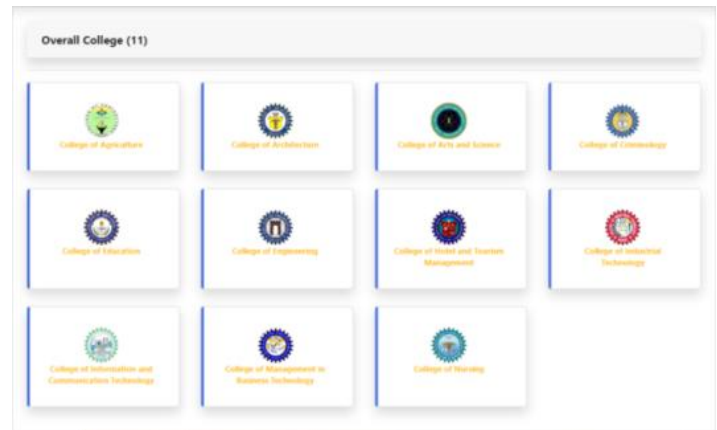 Overall College (11)
College of Agriculture
College of Architecture
College of Arts and Science
College of Criminology
College of Education
College of Engineering
College of Hotel and Tourism
Management
College of Industrial
Technology
College of Information and
Communication Technology
College of Management in
Business Technology
College of Nursing